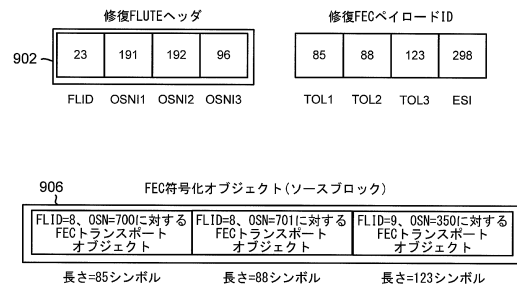 修復FLUTEヘッダ
修復FECペイロードID
902
23 191 192 96
85 88 123 298
FLID OSNI1 OSNI2 OSNI3
TOL1 TOL2 TOL3 ESI
906
FEC符号化オブジェクト(ソースブロック)
FLID=8、OSN=700に対する
FECトランスポート
オブジェクト
FLID=8、OSN=701に対する
FECトランスポート
オブジェクト
FLID=9、OSN=350に対する
FECトランスポート
オブジェクト
長さ=85シンボル
長さ=88シンボル
長さ=123シンボル